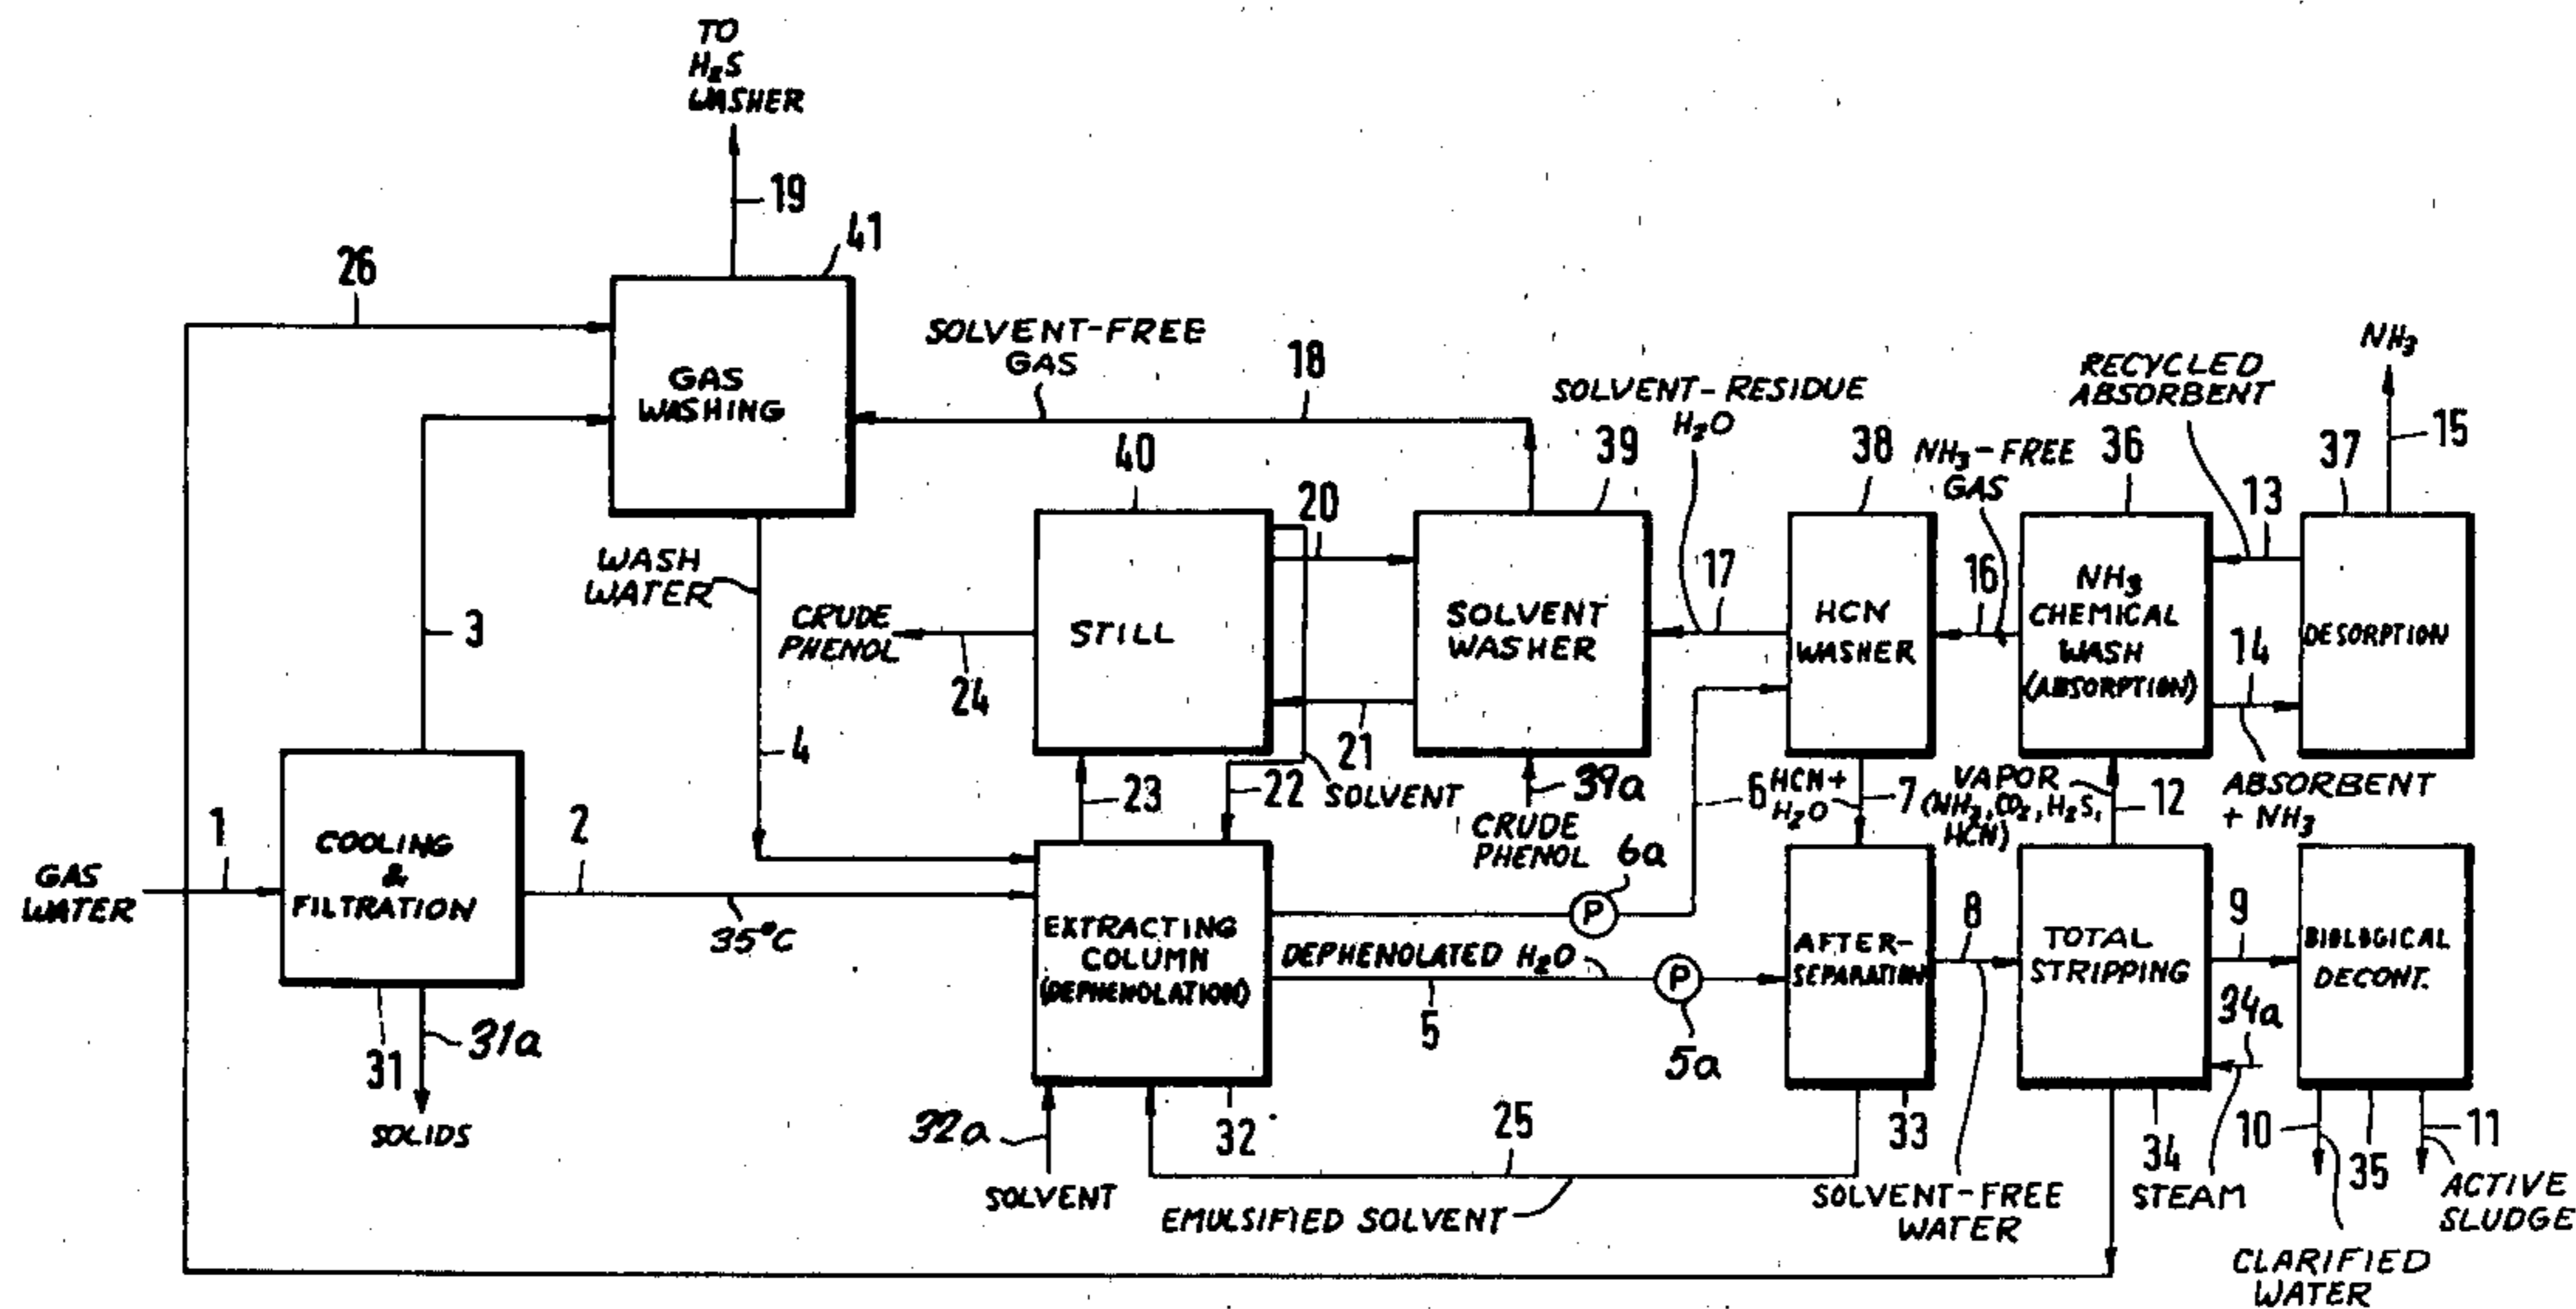 TO
H₂S
WASHER
19
41
26
SOLVENT-FREE
GAS
18
GAS
WASHING
SOLVENT-RESIDUE
H₂O
RECYCLED
ABSORBENT
NH₃
15
40
39
38
NH₃-FREE
GAS
36
37
13
20
WASH
WATER
3
CRUDE
PHENOL
24
STILL
SOLVENT
WASHER
17
HCN
WASHER
16
NH₃
CHEMICAL
WASH
(ABSORPTION)
DESORPTION
14
4
21
23
22
SOLVENT
39a
CRUDE
PHENOL
6
HCN+
H₂O
7
VAPOR
(NH₃, CO₂, H₂S,
HCN)
12
ABSORBENT
+ NH₃
GAS
WATER
1
COOLING
&
FILTRATION
2
35°C
EXTRACTING
COLUMN
(DEPHENOLATION)
6a
P
DEPHENOLATED H₂O
P
5
5a
AFTER-
SEPARATION
8
TOTAL
STRIPPING
9
BIOLOGICAL
DECONT.
34a
31
31a
SOLIDS
32a
SOLVENT
32
25
EMULSIFIED SOLVENT
33
SOLVENT-FREE
WATER
34
STEAM
10
35
11
ACTIVE
SLUDGE
CLARIFIED
WATER